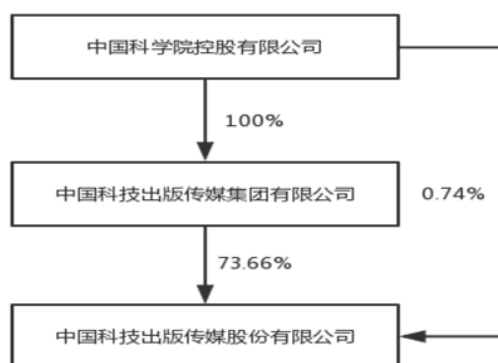 中国科学院控股有限公司
100%
中国科技出版传媒集团有限公司
0.74%
73.66%
中国科技出版传媒股份有限公司